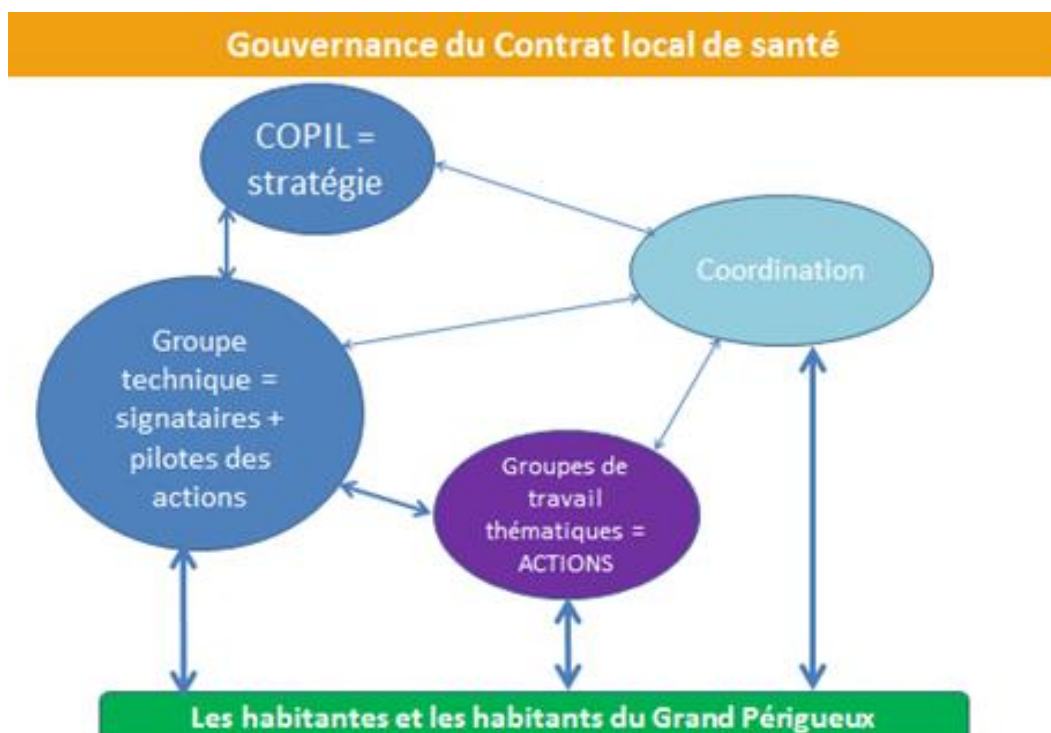 Gouvernance du Contrat local de santé
COPIL =
stratégie
Coordination
Groupe
technique =
signataires +
pilotes des
actions
Groupes de
travail
thématiques =
ACTIONS
Les habitantes et les habitants du Grand Périgueux